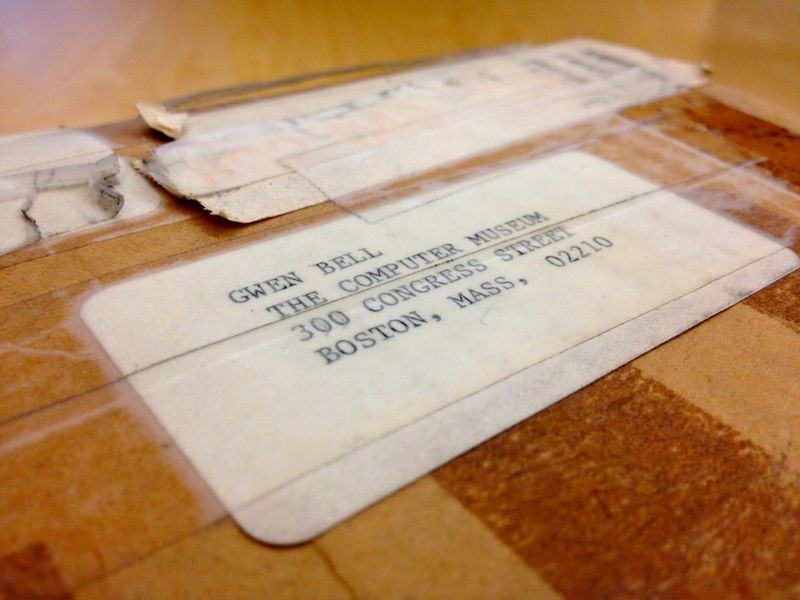 GWEN BELL
THE COMPUTER MUSEUM
300 CONGRESS STREET
BOSTON, MASS, 02210